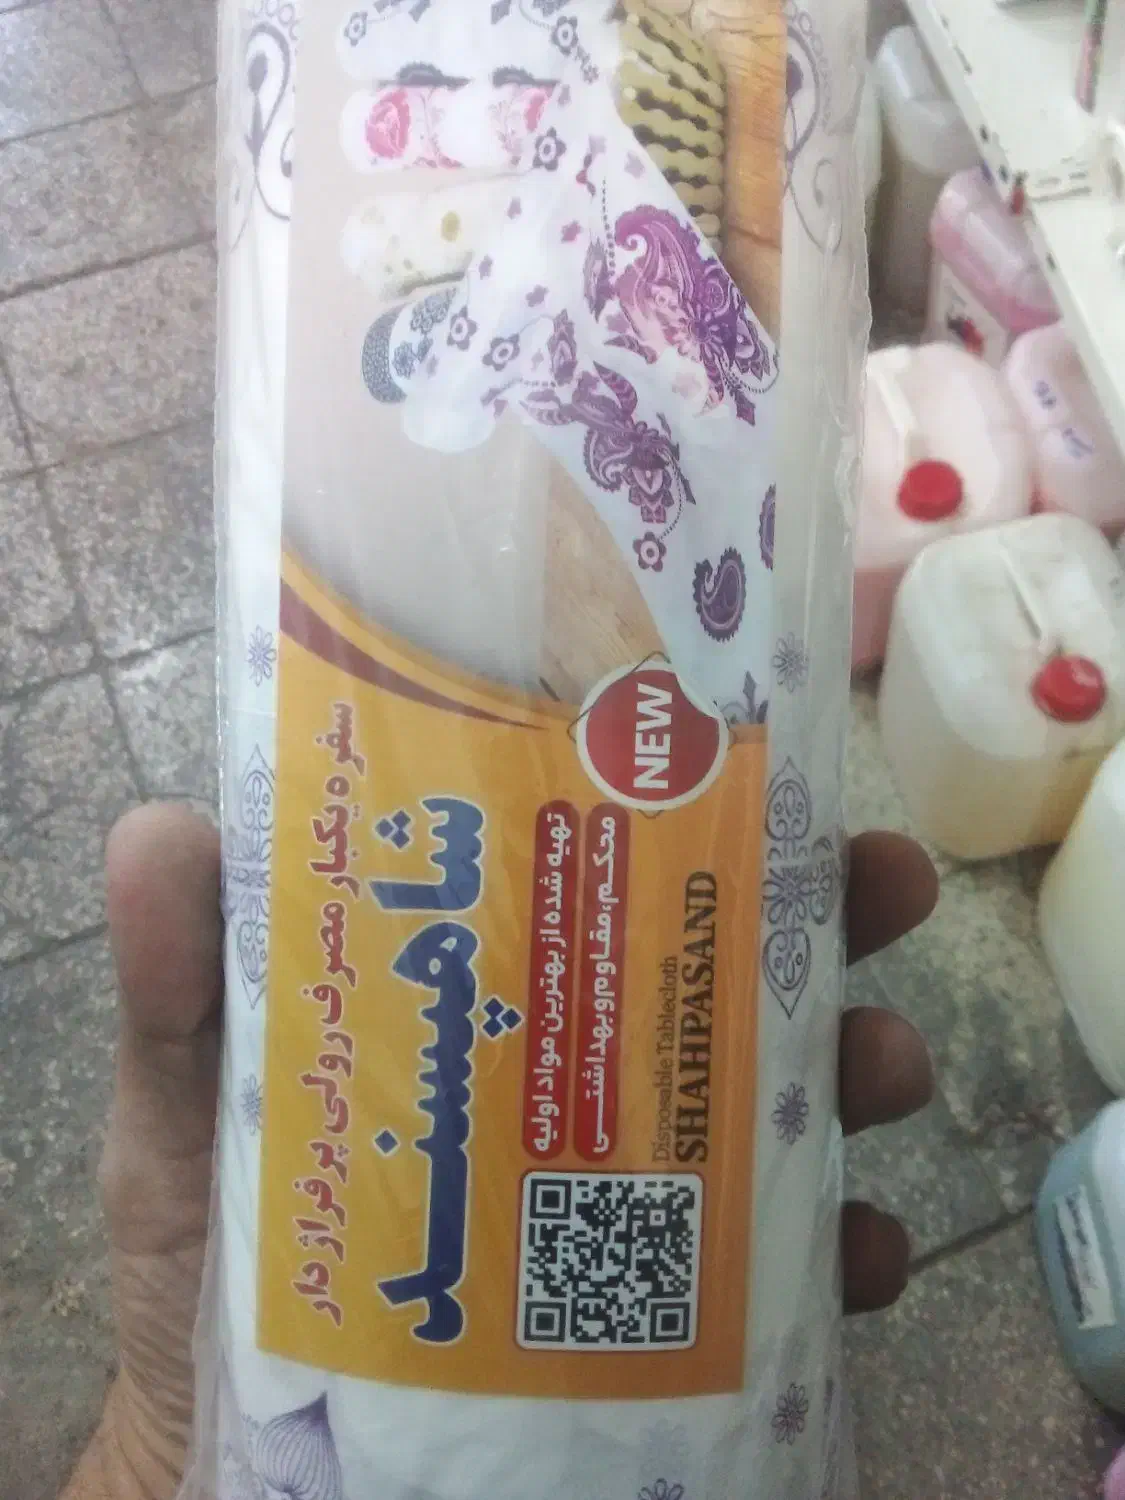 سفره یکبار مصرف رولی پرفراژ دار
شاهپسند
NEW
تهیه شده از بهترین مواد اولیه
محکم، مقاوم و بهداشتی
Disposable Tablecloth
SHAHPASAND